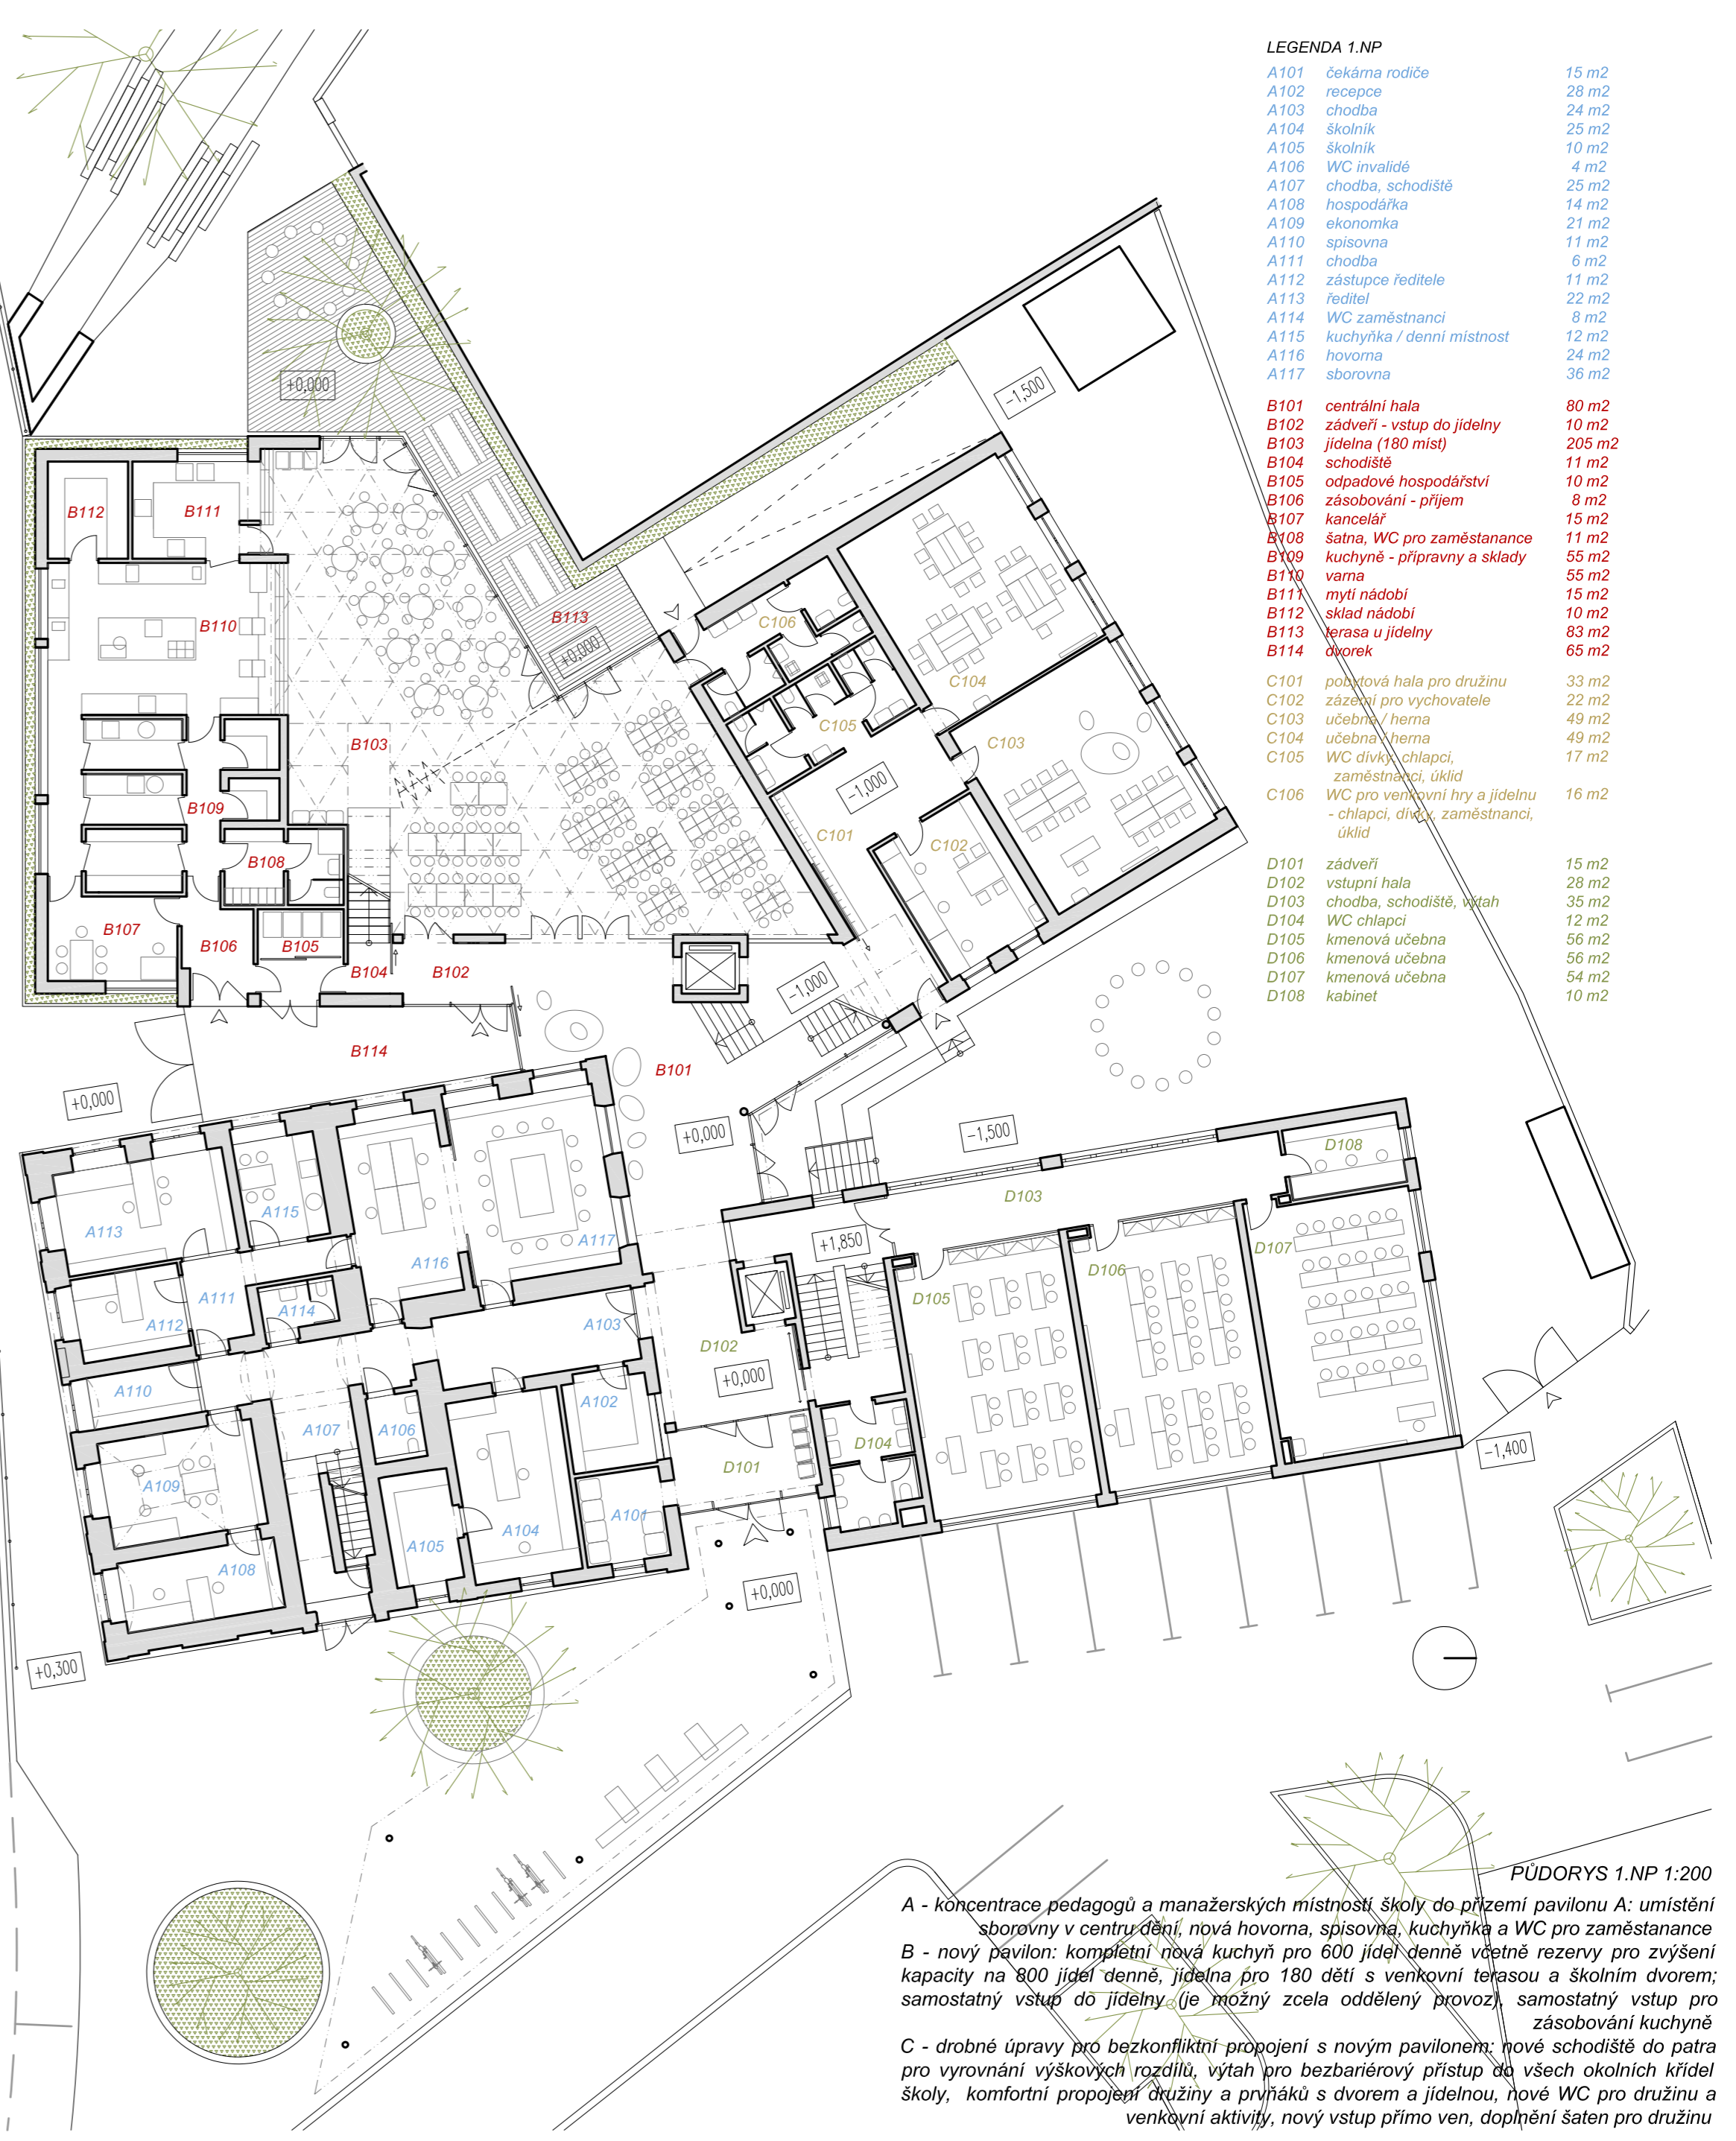 LEGENDA 1.NP
A101 čekárna rodiče 15 m2
A102 recepce 28 m2
A103 chodba 24 m2
A104 školník 25 m2
A105 školník 10 m2
A106 WC invalidé 4 m2
A107 chodba, schodiště 25 m2
A108 hospodářka 14 m2
A109 ekonomka 21 m2
A110 spisovna 11 m2
A111 chodba 6 m2
A112 zástupce ředitele 11 m2
A113 ředitel 22 m2
A114 WC zaměstnanci 8 m2
A115 kuchyňka / denní místnost 12 m2
A116 hovorna 24 m2
A117 sborovna 36 m2
B101 centrální hala 80 m2
B102 zádveří - vstup do jídelny 10 m2
B103 jídelna (180 míst) 205 m2
B104 schodiště 11 m2
B105 odpadové hospodářství 10 m2
B106 zásobování - příjem 8 m2
B107 kancelář 15 m2
B108 šatna, WC pro zaměstanance 11 m2
B109 kuchyně - přípravny a sklady 55 m2
B110 varna 55 m2
B111 mytí nádobí 15 m2
B112 sklad nádobí 10 m2
B113 terasa u jídelny 83 m2
B114 dvorek 65 m2
C101 pobytová hala pro družinu 33 m2
C102 zázemí pro vychovatele 22 m2
C103 učebna / herna 49 m2
C104 učebna / herna 49 m2
C105 WC dívky, chlapci, 17 m2
zaměstnanci, úklid
C106 WC pro venkovní hry a jídelnu 16 m2
- chlapci, dívky, zaměstnanci,
úklid
D101 zádveří 15 m2
D102 vstupní hala 28 m2
D103 chodba, schodiště, výtah 35 m2
D104 WC chlapci 12 m2
D105 kmenová učebna 56 m2
D106 kmenová učebna 56 m2
D107 kmenová učebna 54 m2
D108 kabinet 10 m2
+0,000
-1,500
B112
B111
B110
B113
+0,000
C106
C104
C105
C103
B103
-1,000
B109
C101
C102
B108
B107
B106
B105
B104
B102
-1,000
B114
B101
+0,000
+0,000
-1,500
D108
D103
A113
A115
A117
A116
+1,850
D107
D106
D105
A111
A114
A112
A103
D102
+0,000
A110
A102
A107
A106
D104
D101
-1,400
A109
A101
A104
A105
A108
+0,000
+0,300
PŮDORYS 1.NP 1:200
A - koncentrace pedagogů a manažerských místností školy do přízemí pavilonu A: umístění
sborovny v centru dění, nová hovorna, spisovna, kuchyňka a WC pro zaměstanance
B - nový pavilon: kompletní nová kuchyň pro 600 jídel denně včetně rezervy pro zvýšení
kapacity na 800 jídel denně, jídelna pro 180 dětí s venkovní terasou a školním dvorem;
samostatný vstup do jídelny (je možný zcela oddělený provoz), samostatný vstup pro
zásobování kuchyně
C - drobné úpravy pro bezkonfliktní propojení s novým pavilonem: nové schodiště do patra
pro vyrovnání výškových rozdílů, výtah pro bezbariérový přístup do všech okolních křídel
školy, komfortní propojení družiny a prvňáků s dvorem a jídelnou, nové WC pro družinu a
venkovní aktivity, nový vstup přímo ven, doplnění šaten pro družinu